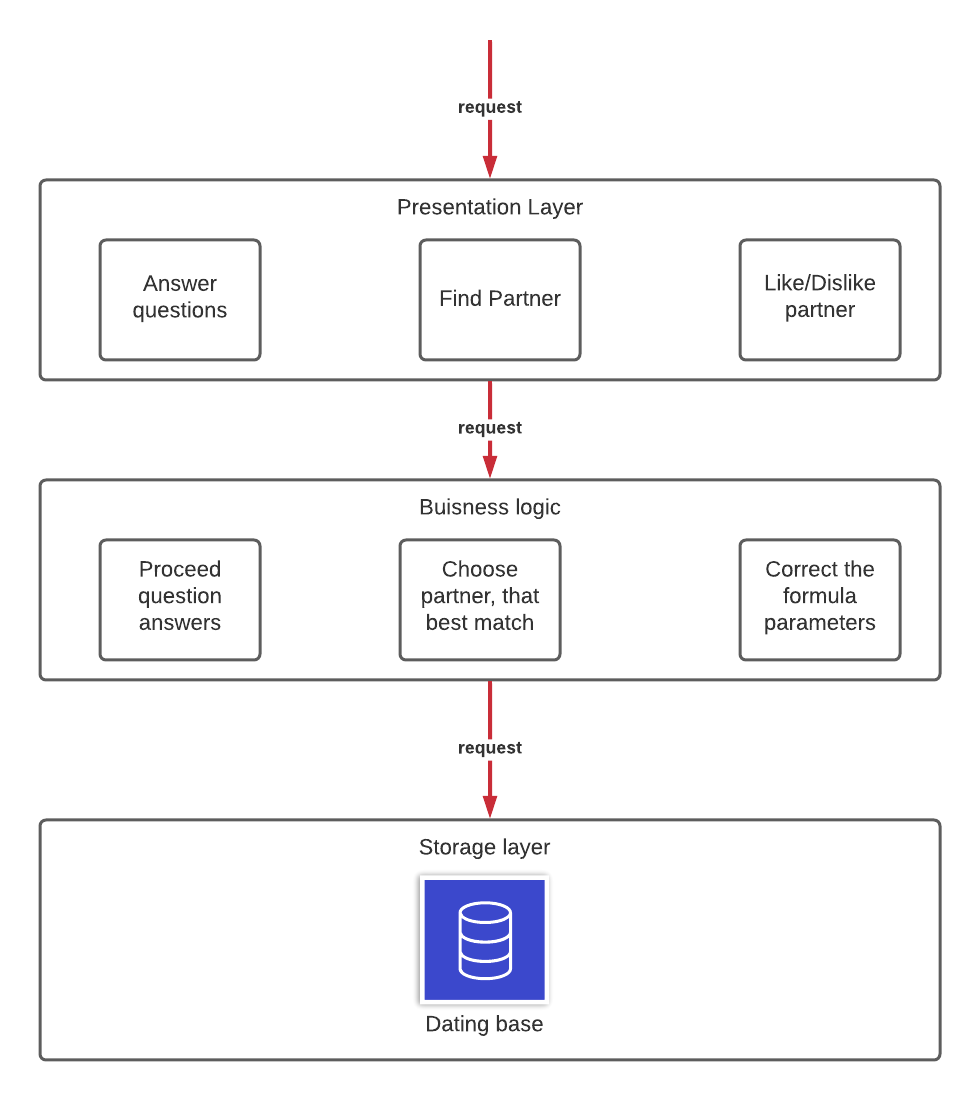 request
Presentation Layer
Answer
questions
Find Partner
Like/Dislike
partner
request
Buisness logic
Proceed
question
answers
Choose
partner, that
best match
Correct the
formula
parameters
request
Storage layer
Dating base